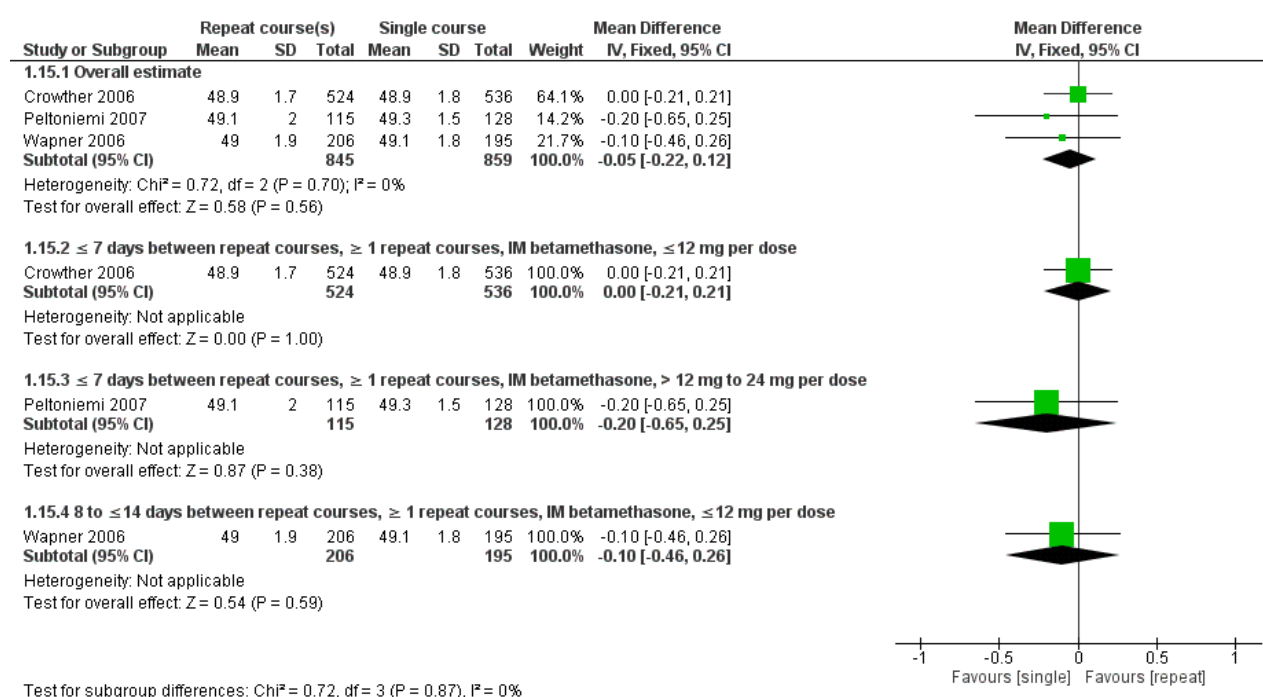 Repeat course(s) Single course Mean Difference Mean Difference
Study or Subgroup Mean SD Total Mean SD Total Weight IV, Fixed, 95% CI IV, Fixed, 95% CI
1.15.1 Overall estimate
Crowther 2006 48.9 1.7 524 48.9 1.8 536 64.1% 0.00 [-0.21, 0.21]
Peltoniemi 2007 49.1 2 115 49.3 1.5 128 14.2% -0.20 [-0.65, 0.25]
Wapner 2006 49 1.9 206 49.1 1.8 195 21.7% -0.10 [-0.46, 0.26]
Subtotal (95% CI) 845 859 100.0% -0.05 [-0.22, 0.12]
Heterogeneity: Chi² = 0.72, df = 2 (P = 0.70); I² = 0%
Test for overall effect: Z = 0.58 (P = 0.56)
1.15.2 ≤ 7 days between repeat courses, ≥ 1 repeat courses, IM betamethasone, ≤12 mg per dose
Crowther 2006 48.9 1.7 524 48.9 1.8 536 100.0% 0.00 [-0.21, 0.21]
Subtotal (95% CI) 524 536 100.0% 0.00 [-0.21, 0.21]
Heterogeneity: Not applicable
Test for overall effect: Z = 0.00 (P = 1.00)
1.15.3 ≤ 7 days between repeat courses, ≥ 1 repeat courses, IM betamethasone, > 12 mg to 24 mg per dose
Peltoniemi 2007 49.1 2 115 49.3 1.5 128 100.0% -0.20 [-0.65, 0.25]
Subtotal (95% CI) 115 128 100.0% -0.20 [-0.65, 0.25]
Heterogeneity: Not applicable
Test for overall effect: Z = 0.87 (P = 0.38)
1.15.4 8 to ≤14 days between repeat courses, ≥ 1 repeat courses, IM betamethasone, ≤12 mg per dose
Wapner 2006 49 1.9 206 49.1 1.8 195 100.0% -0.10 [-0.46, 0.26]
Subtotal (95% CI) 206 195 100.0% -0.10 [-0.46, 0.26]
Heterogeneity: Not applicable
Test for overall effect: Z = 0.54 (P = 0.59)
-1 -0.5 0 0.5 1
Favours [single] Favours [repeat]
Test for subgroup differences: Chi² = 0.72, df = 3 (P = 0.87), I² = 0%